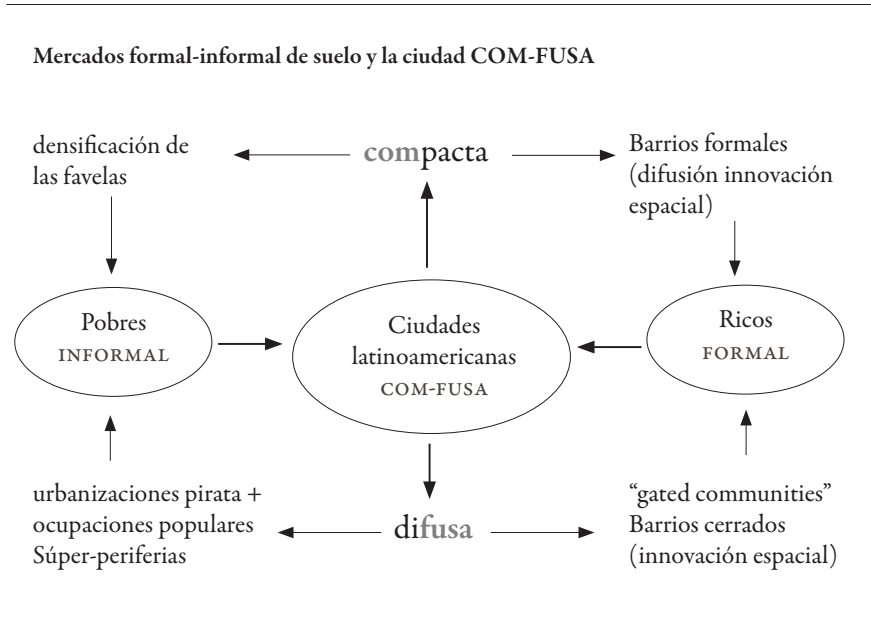 Mercados formal-informal de suelo y la ciudad COM-FUSA
densificación de
las favelas
compacta
Barrios formales
(difusión innovación
espacial)
Pobres
INFORMAL
Ciudades
latinoamericanas
COM-FUSA
Ricos
FORMAL
urbanizaciones pirata +
ocupaciones populares
Súper-periferias
difusa
“gated communities”
Barrios cerrados
(innovación espacial)